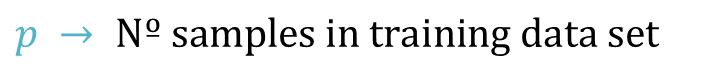 p → Nº samples in training data set